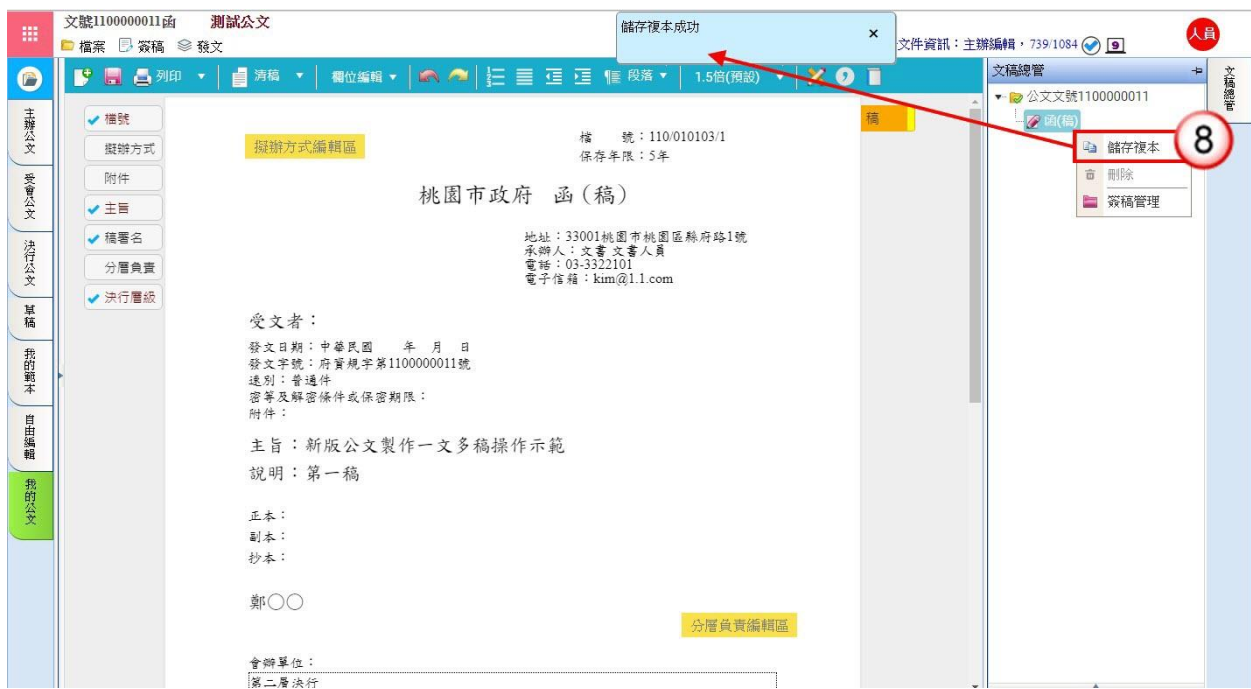 文號1100000011函 測試公文
檔案 簽稿 發文
儲存複本成功 ×
文件資訊：主辦編輯，739/1084 9
人員
列印 清稿 欄位編輯 段落 1.5倍(預設)
文稿總管
公文文號1100000011
函(稿)
儲存複本
刪除
簽稿管理
8
文稿總管
主辦公文
受會公文
決行公文
草稿
我的範本
自由編輯
我的公文
檔號
擬辦方式
附件
主旨
稿署名
分層負責
決行層級
擬辦方式編輯區
稿
檔 號：110/010103/1
保存年限：5年
桃園市政府 函（稿）
地址：33001桃園市桃園區縣府路1號
承辦人：文書文書人員
電話：03-3322101
電子信箱：kim@1.1.com
受文者：
發文日期：中華民國 年 月 日
發文字號：府資規字第1100000011號
速別：普通件
密等及解密條件或保密期限：
附件：
主旨：新版公文製作一文多稿操作示範
說明：第一稿
正本：
副本：
抄本：
鄭○○
分層負責編輯區
會辦單位：
第二層決行